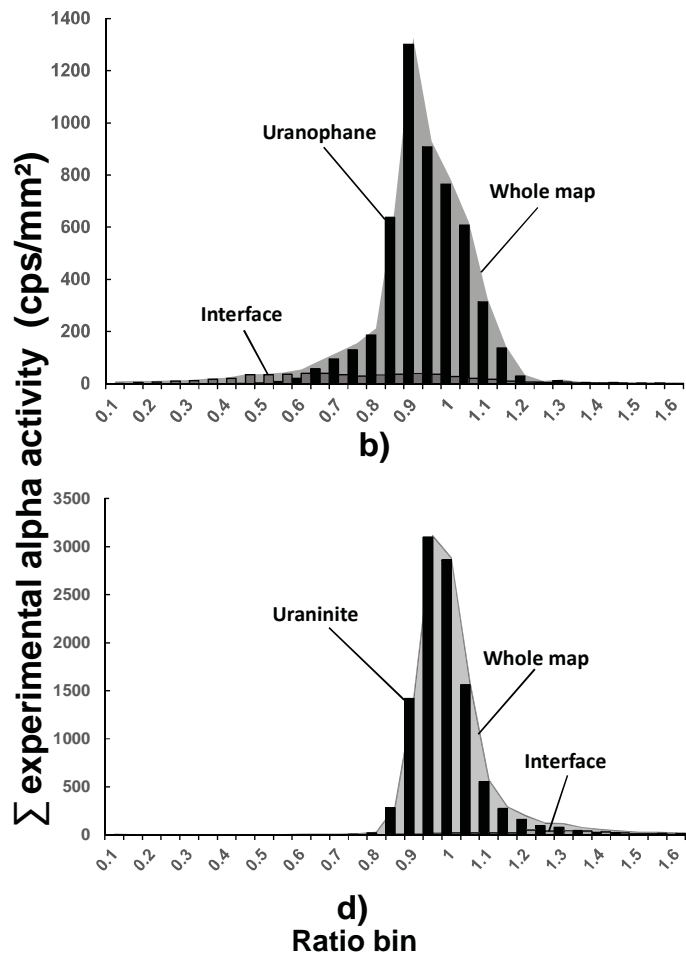 ∑ experimental alpha activity (cps/mm²)
1400
1200
1000
800
600
400
200
0
Uranophane
Whole map
Interface
0.1 0.2 0.3 0.4 0.5 0.6 0.7 0.8 0.9 1 1.1 1.2 1.3 1.4 1.5 1.6
b)
3500
3000
2500
2000
1500
1000
500
0
Uraninite
Whole map
Interface
0.1 0.2 0.3 0.4 0.5 0.6 0.7 0.8 0.9 1 1.1 1.2 1.3 1.4 1.5 1.6
d)
Ratio bin